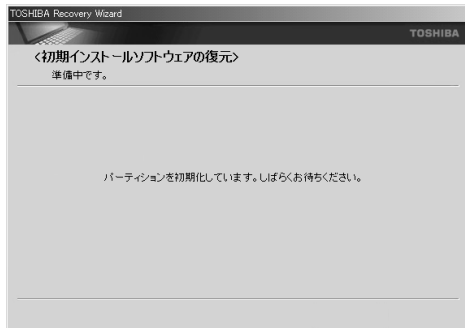 TOSHIBA Recovery Wizard
TOSHIBA
<初期インストールソフトウェアの復元>
準備中です。
パーティションを初期化しています。しばらくお待ちください。